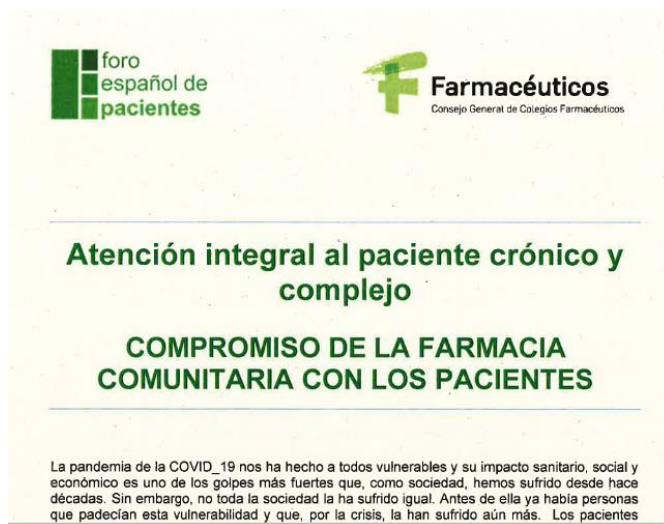 foro
español de
pacientes
Farmacéuticos
Consejo General de Colegios Farmacéuticos
Atención integral al paciente crónico y
complejo
COMPROMISO DE LA FARMACIA
COMUNITARIA CON LOS PACIENTES
La pandemia de la COVID_19 nos ha hecho a todos vulnerables y su impacto sanitario, social y
económico es uno de los golpes más fuertes que, como sociedad, hemos sufrido desde hace
décadas. Sin embargo, no toda la sociedad la ha sufrido igual. Antes de ella ya había personas
que padecían esta vulnerabilidad y que, por la crisis, la han sufrido aún más. Los pacientes